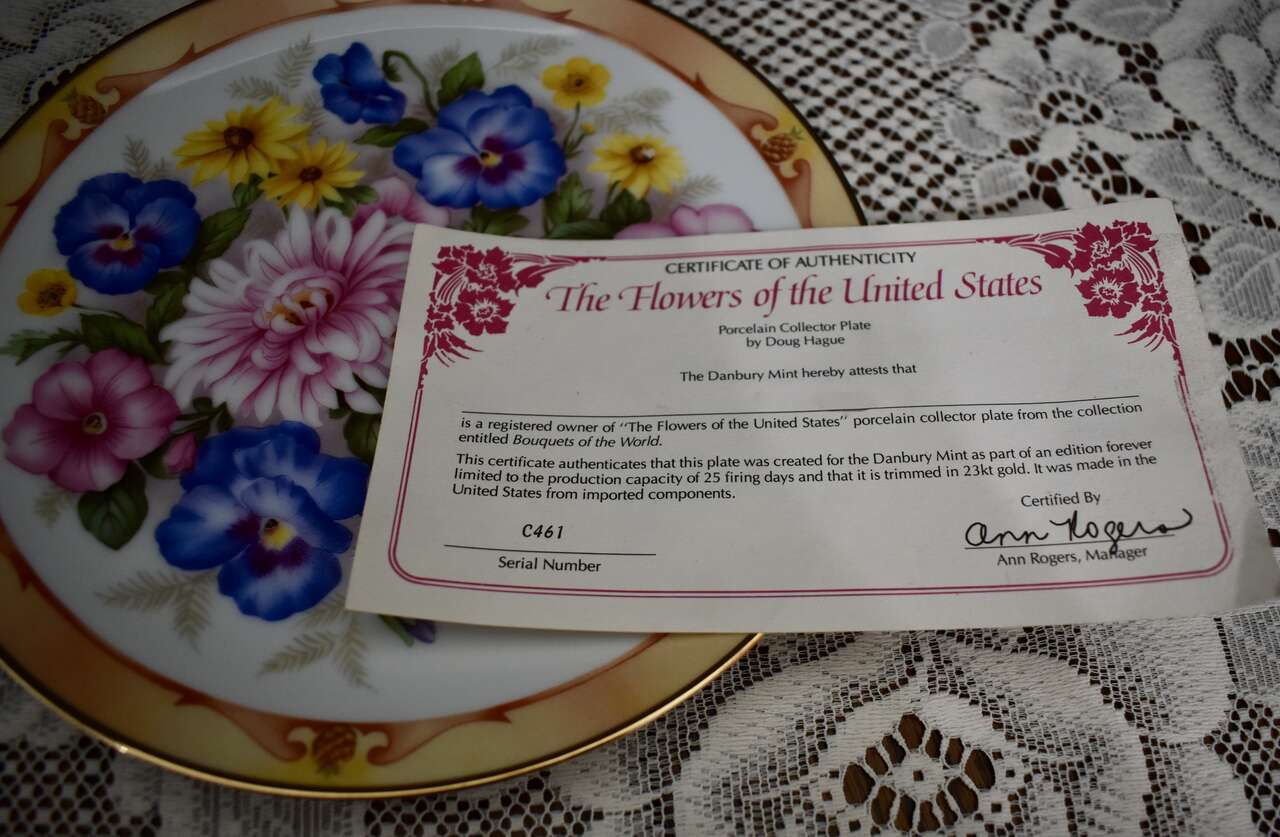 CERTIFICATE OF AUTHENTICITY
The Flowers of the United States
Porcelain Collector Plate
by Doug Hague
The Danbury Mint hereby attests that
is a registered owner of "The Flowers of the United States" porcelain collector plate from the collection
entitled Bouquets of the World.
This certificate authenticates that this plate was created for the Danbury Mint as part of an edition forever
limited to the production capacity of 25 firing days and that it is trimmed in 23kt gold. It was made in the
United States from imported components.
Certified By
C461
Ann Rogers
Serial Number
Ann Rogers, Manager